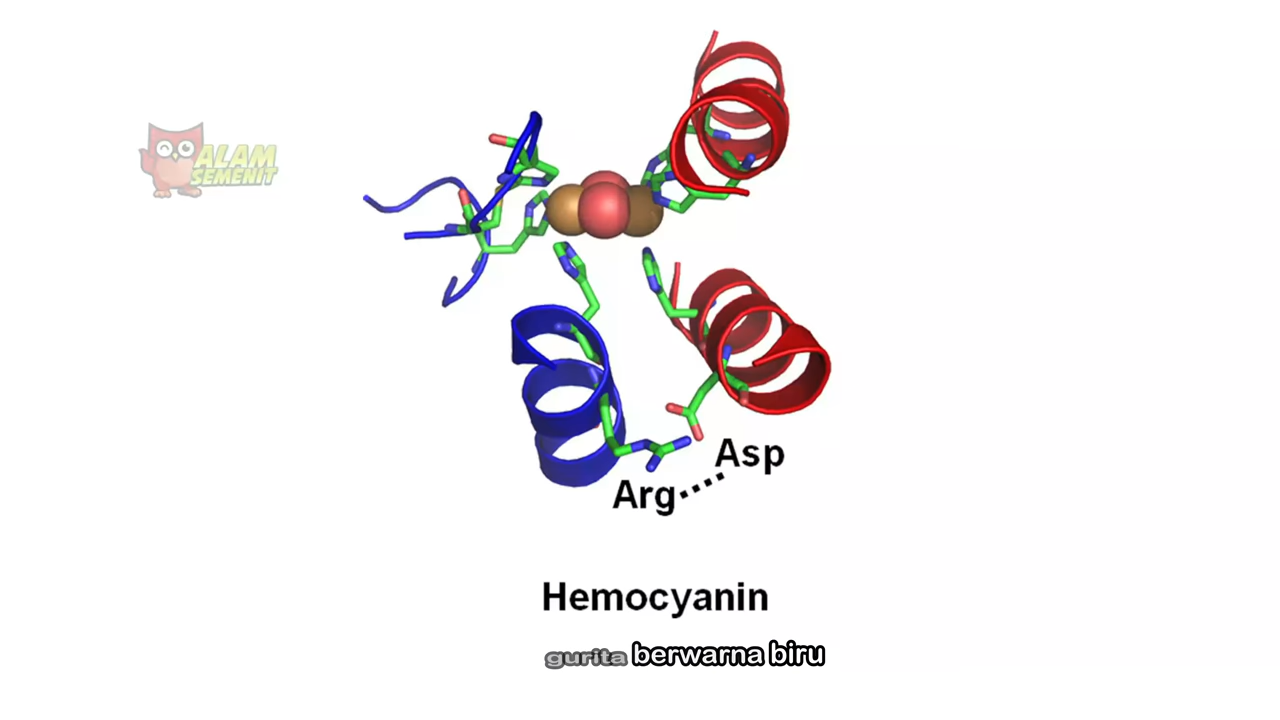 ALAM
SEMENIT
Asp
Arg
Hemocyanin
gurita berwarna biru